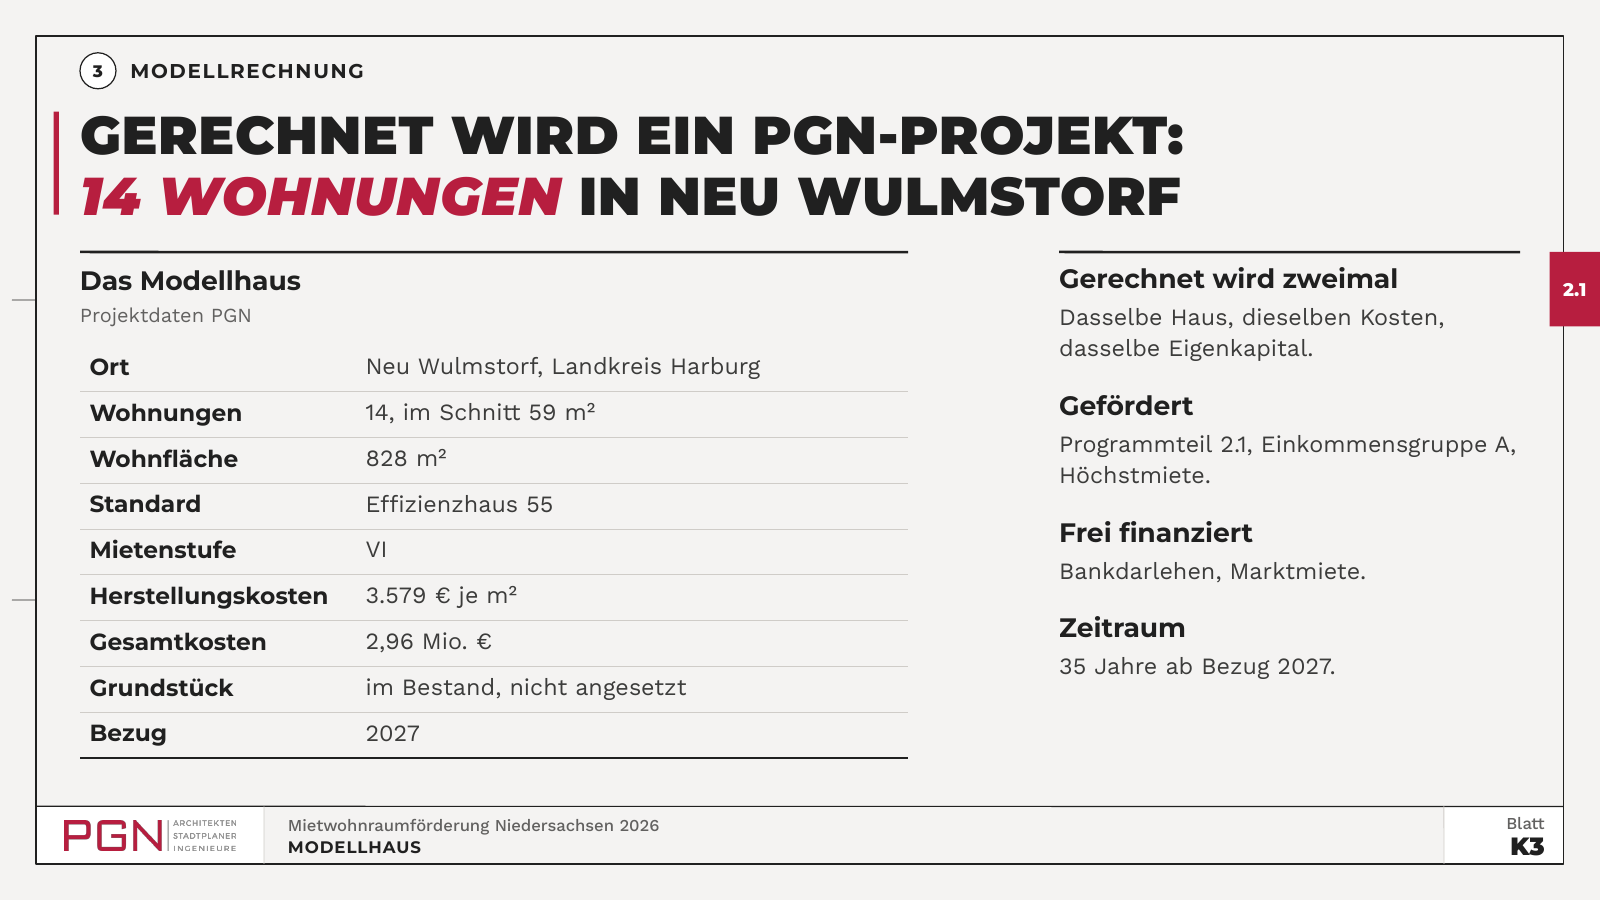 3 MODELLRECHNUNG
GERECHNET WIRD EIN PGN-PROJEKT:
14 WOHNUNGEN IN NEU WULMSTORF
Das Modellhaus
Projektdaten PGN
Ort Neu Wulmstorf, Landkreis Harburg
Wohnungen 14, im Schnitt 59 m²
Wohnfläche 828 m²
Standard Effizienzhaus 55
Mietenstufe VI
Herstellungskosten 3.579 € je m²
Gesamtkosten 2,96 Mio. €
Grundstück im Bestand, nicht angesetzt
Bezug 2027
Gerechnet wird zweimal
Dasselbe Haus, dieselben Kosten,
dasselbe Eigenkapital.
Gefördert
Programmteil 2.1, Einkommensgruppe A,
Höchstmiete.
Frei finanziert
Bankdarlehen, Marktmiete.
Zeitraum
35 Jahre ab Bezug 2027.
2.1
PGN
ARCHITEKTEN
STADTPLANER
INGENIEURE
Mietwohnraumförderung Niedersachsen 2026
MODELLHAUS
Blatt
K3